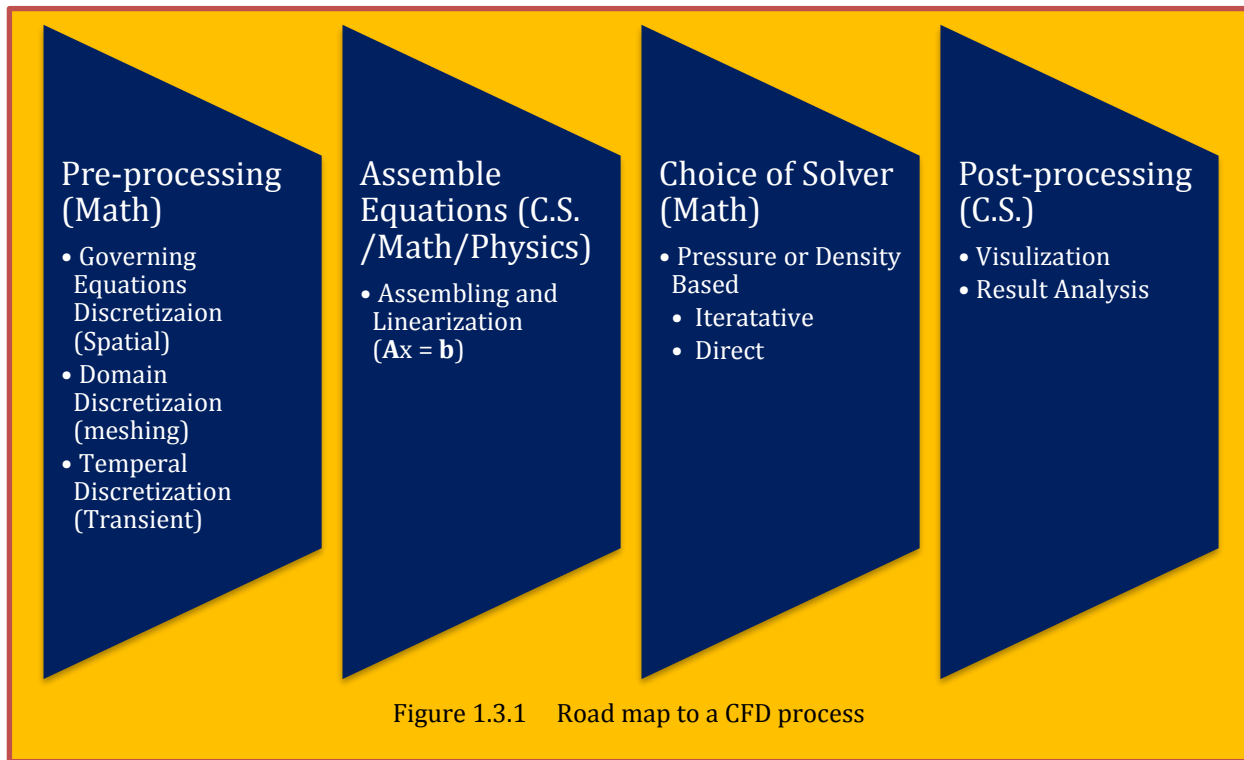 Pre-processing
(Math)
• Governing
Equations
Discretizaion
(Spatial)
• Domain
Discretizaion
(meshing)
• Temperal
Discretization
(Transient)
Assemble
Equations (C.S.
/Math/Physics)
• Assembling and
Linearization
(Ax = b)
Choice of Solver
(Math)
• Pressure or Density
Based
• Iteratative
• Direct
Post-processing
(C.S.)
• Visulization
• Result Analysis
Figure 1.3.1 Road map to a CFD process